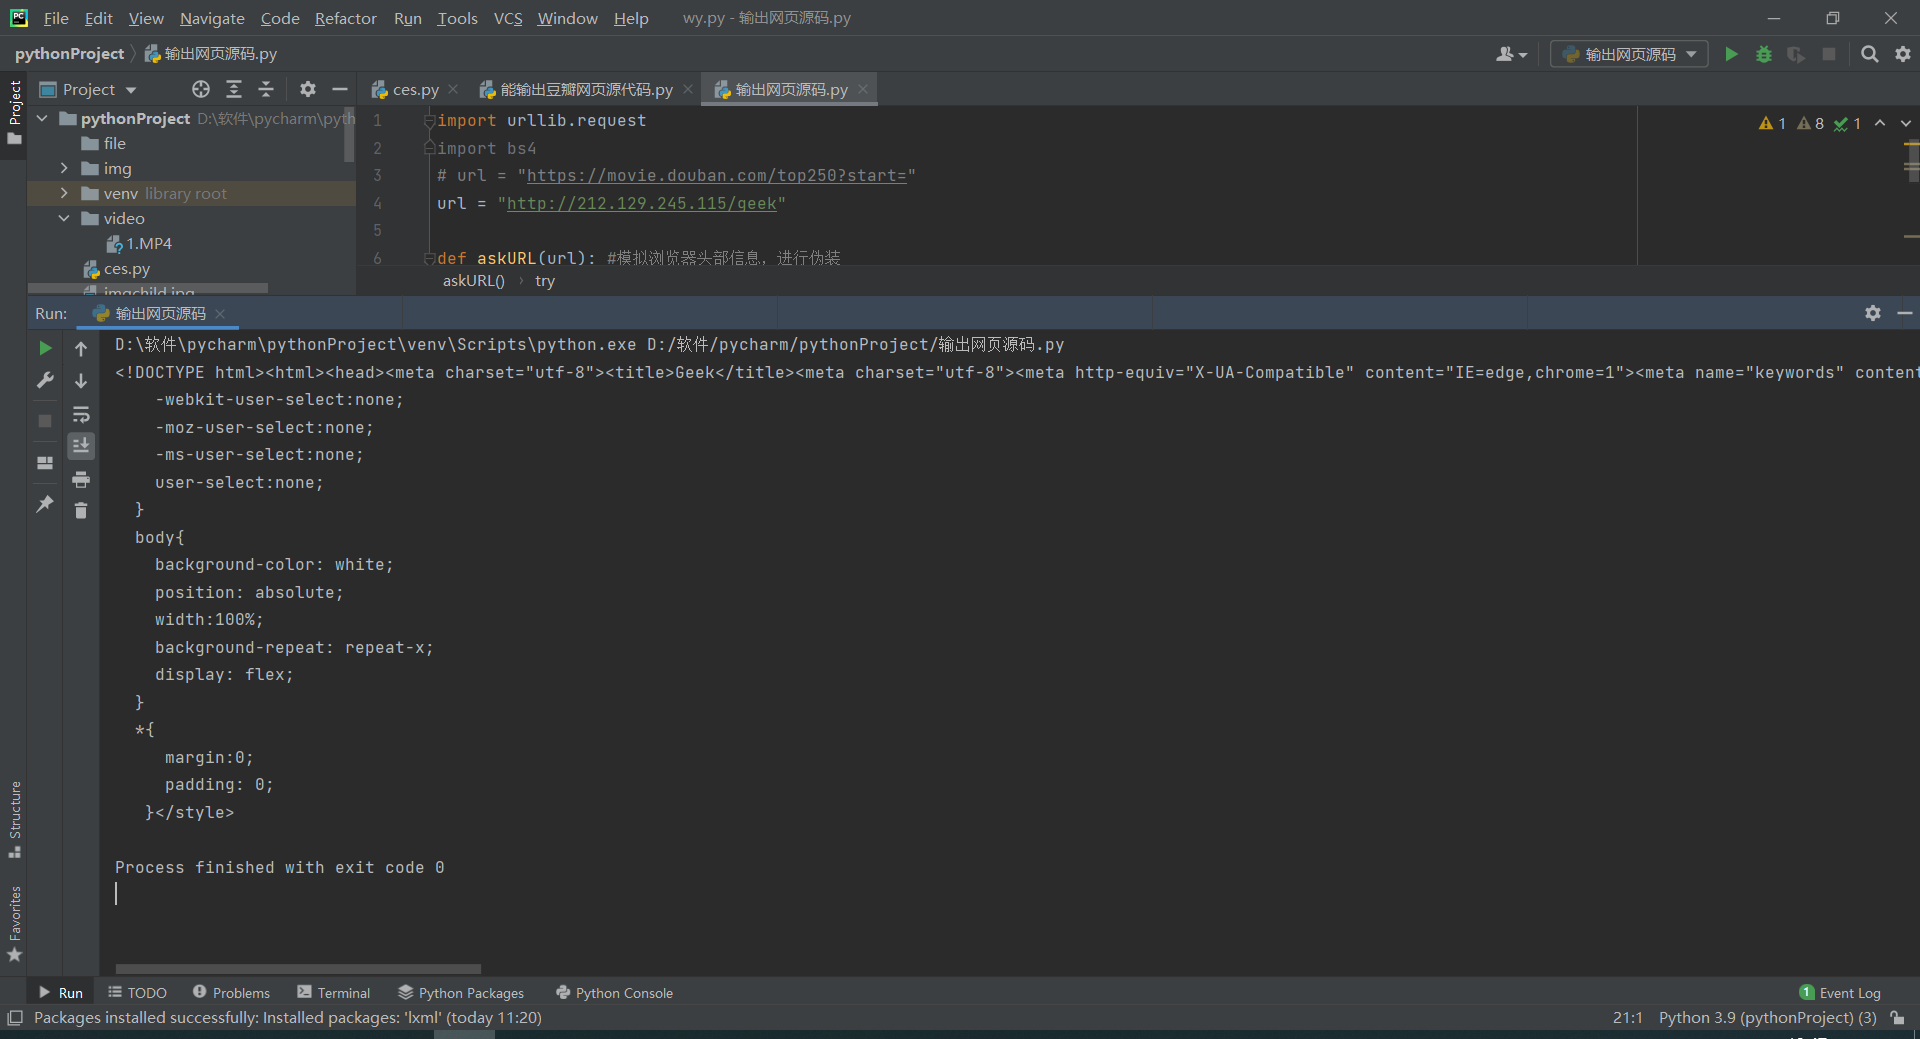 File Edit View Navigate Code Refactor Run Tools VCS Window Help wy.py - 输出网页源码.py
pythonProject 输出网页源码.py 输出网页源码
Project
Project
ces.py 能输出豆瓣网页源代码.py 输出网页源码.py
pythonProject D:\软件\pycharm\pyth
file
img
venv library root
video
1.MP4
ces.py
imgchild.jpg
1 import urllib.request
2 import bs4
3 # url = "https://movie.douban.com/top250?start="
4 url = "http://212.129.245.115/geek"
5
6 def askURL(url): #模拟浏览器头部信息，进行伪装
1 8 1
askURL() › try
Run: 输出网页源码
D:\软件\pycharm\pythonProject\venv\Scripts\python.exe D:/软件/pycharm/pythonProject/输出网页源码.py
<!DOCTYPE html><html><head><meta charset="utf-8"><title>Geek</title><meta charset="utf-8"><meta http-equiv="X-UA-Compatible" content="IE=edge,chrome=1"><meta name="keywords" content
-webkit-user-select:none;
-moz-user-select:none;
-ms-user-select:none;
user-select:none;
}
body{
background-color: white;
position: absolute;
width:100%;
background-repeat: repeat-x;
display: flex;
}
*{
margin:0;
padding: 0;
}</style>
Process finished with exit code 0
Structure
Favorites
Run TODO Problems Terminal Python Packages Python Console 1 Event Log
Packages installed successfully: Installed packages: 'lxml' (today 11:20) 21:1 Python 3.9 (pythonProject) (3)